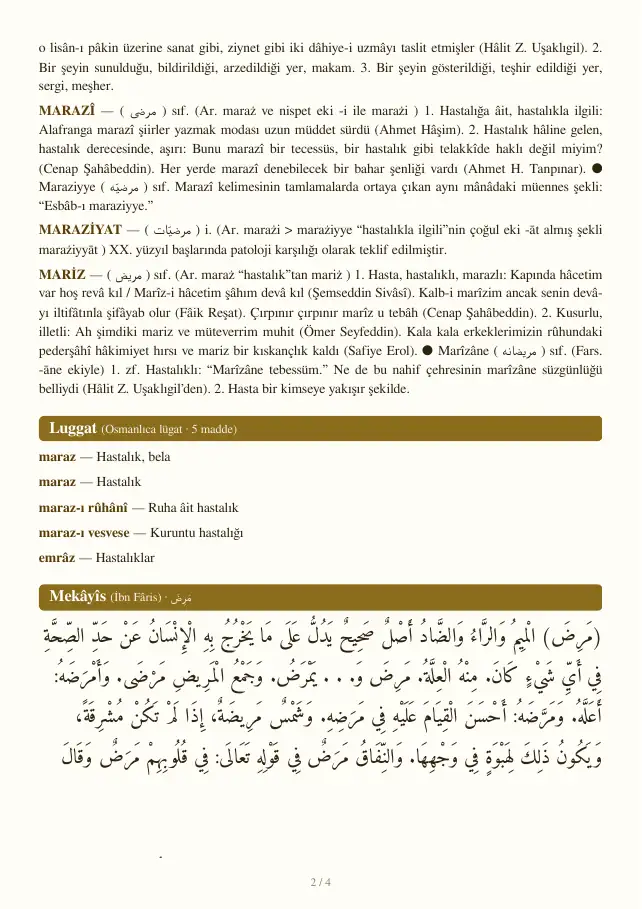 o lisân-ı pâkin üzerine sanat gibi, ziynet gibi iki dâhiye-i uzmâyı taslit etmişler (Hâlit Z. Uşaklıgil). 2.
Bir şeyin sunulduğu, bildirildiği, arzedildiği yer, makam. 3. Bir şeyin gösterildiği, teşhir edildiği yer,
sergi, meşher.
MARAZÎ — ( مرضى ) sıf. (Ar. maraż ve nispet eki -і ile marażі ) 1. Hastalığa âit, hastalıkla ilgili:
Alafranga marazî şiirler yazmak modası uzun müddet sürdü (Ahmet Hâşim). 2. Hastalık hâline gelen,
hastalık derecesinde, aşırı: Bunu marazî bir tecessüs, bir hastalık gibi telakkîde haklı değil miyim?
(Cenap Şahâbeddin). Her yerde marazî denebilecek bir bahar şenliği vardı (Ahmet H. Tanpınar). ●
Maraziyye ( مرضيّه ) sıf. Marazî kelimesinin tamlamalarda ortaya çıkan aynı mânâdaki müennes şekli:
“Esbâb-ı maraziyye.”
MARAZİYAT — ( مرضيّات ) i. (Ar. marażi > marażiyye “hastalıkla ilgili”nin çoğul eki -āt almış şekli
marażiyyāt ) XX. yüzyıl başlarında patoloji karşılığı olarak teklif edilmiştir.
MARİZ — ( مريض ) sıf. (Ar. maraż “hastalık”tan mariż ) 1. Hasta, hastalıklı, marazlı: Kapında hâcetim
var hoş revâ kıl / Marîz-i hâcetim şâhım devâ kıl (Şemseddin Sivâsî). Kalb-i marîzim ancak senin devâ-
yı iltifâtınla şifâyab olur (Fâik Reşat). Çırpınır çırpınır marîz u tebâh (Cenap Şahâbeddin). 2. Kusurlu,
illetli: Ah şimdiki mariz ve müteverrim muhit (Ömer Seyfeddin). Kala kala erkeklerimizin rûhundaki
pederşâhî hâkimiyet hırsı ve mariz bir kıskançlık kaldı (Safiye Erol). ● Marîzâne ( مريضانه ) sıf. (Fars.
-āne ekiyle) 1. zf. Hastalıklı: “Marîzâne tebessüm.” Ne de bu nahif çehresinin marîzâne süzgünlüğü
belliydi (Hâlit Z. Uşaklıgil’den). 2. Hasta bir kimseye yakışır şekilde.
Luggat (Osmanlıca lügat · 5 madde)
maraz — Hastalık, bela
maraz — Hastalık
maraz-ı rûhânî — Ruha âit hastalık
maraz-ı vesvese — Kuruntu hastalığı
emrâz — Hastalıklar
Mekâyîs (İbn Fâris) · مَرِضَ
(مَرِضَ) الْمِيمُ وَالرَّاءُ وَالضَّادُ أَصْلٌ صَحِيحٌ يَدُلُّ عَلَى مَا يَخْرُجُ بِهِ الْإِنْسَانُ عَنْ حَدِّ الصِّحَّةِ
فِي أَيِّ شَيْءٍ كَانَ. مِنْهُ الْعِلَّةُ. مَرِضَ وَ. . . يَمْرَضُ. وَجَمْعُ الْمَرِيضِ مَرْضَى. وَأَمْرَضَهُ:
أَعَلَّهُ. وَمَرَّضَهُ: أَحْسَنَ الْقِيَامَ عَلَيْهِ فِي مَرَضِهِ. وَشَمْسٌ مَرِيضَةٌ، إِذَا لَمْ تَكُنْ مُشْرِقَةً،
وَيَكُونُ ذَلِكَ لِهَبْوَةٍ فِي وَجْهِهَا. وَالنِّفَاقُ مَرَضٌ فِي قَوْلِهِ تَعَالَى: فِي قُلُوبِهِمْ مَرَضٌ وَقَالَ
2 / 4